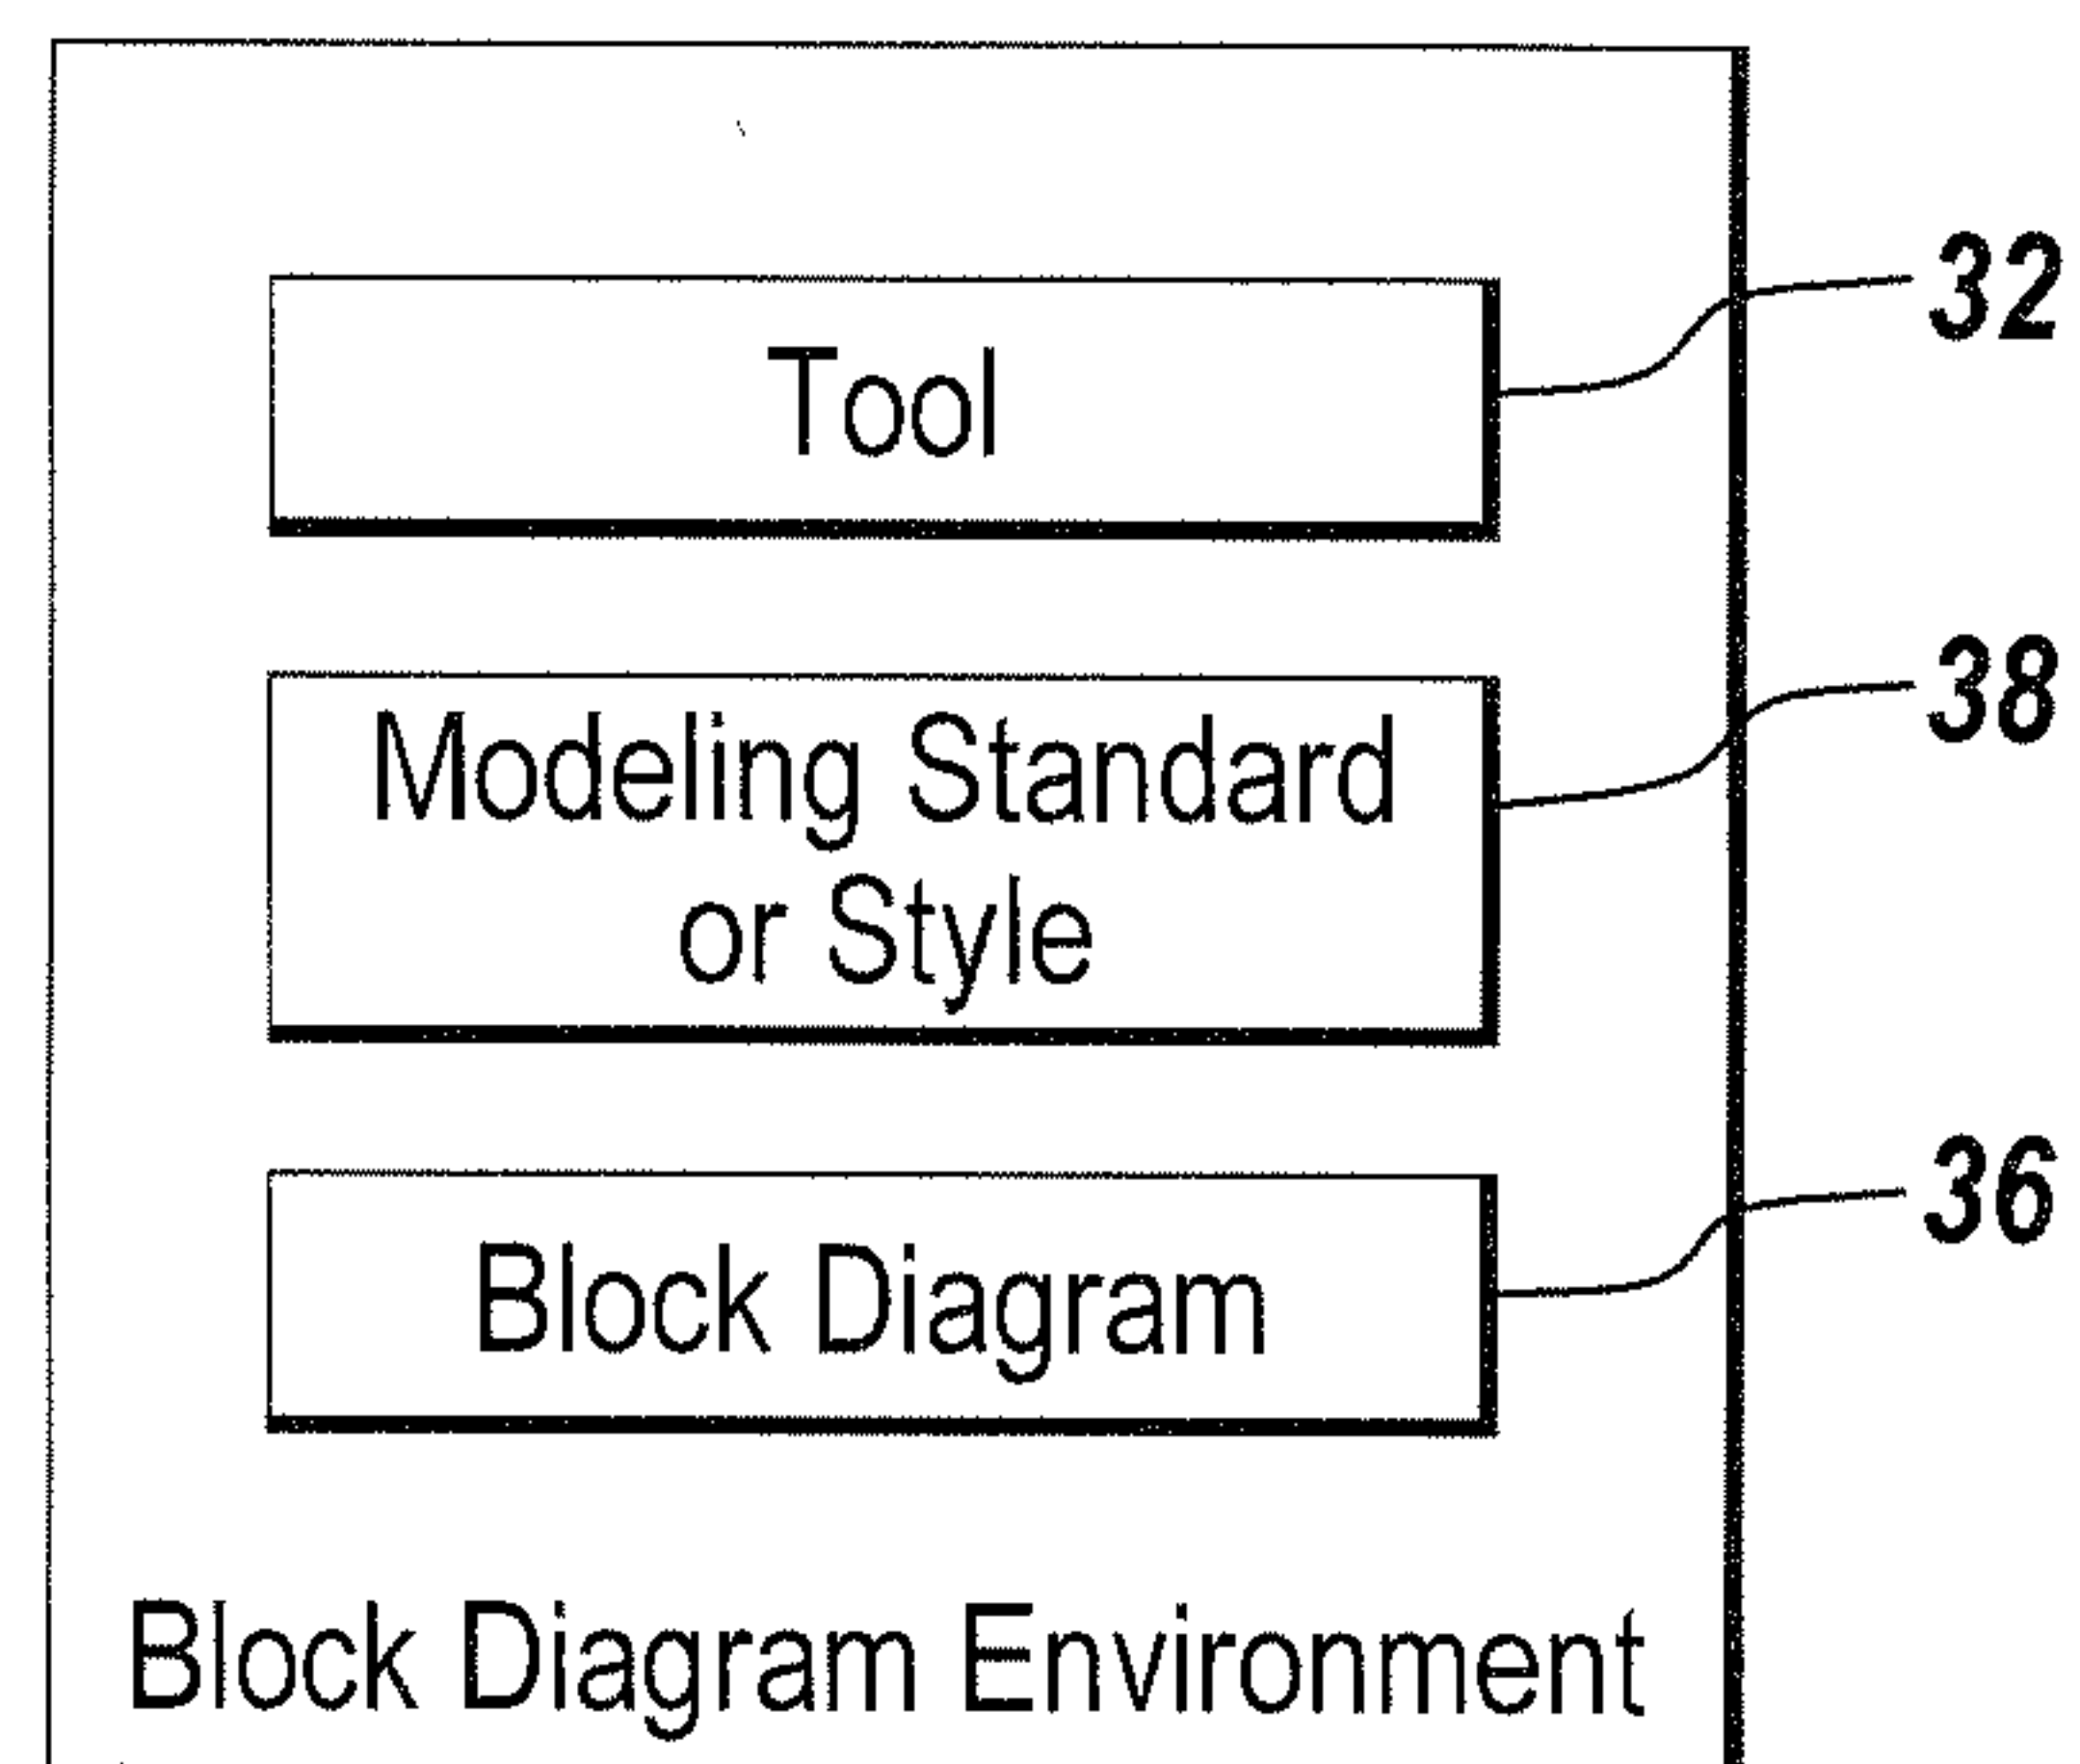 32
Tool
38
Modeling Standard
or Style
36
Block Diagram
Block Diagram Environment